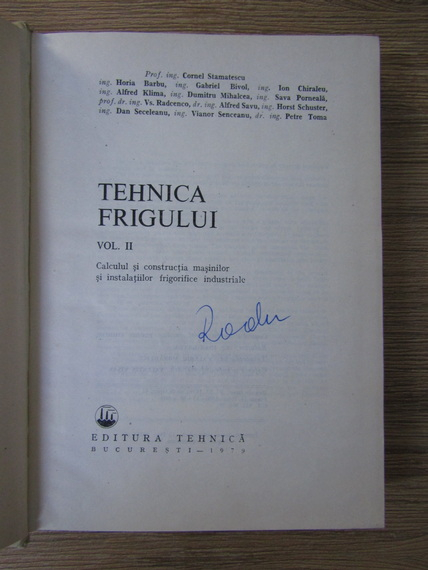 Prof. ing. Cornel Stamatescu
ing. Horia Barbu, ing. Gabriel Bivol, ing. Ion Chiraleu,
ing. Alfred Klima, ing. Dumitru Mihalcea, ing. Sava Porneală,
prof. dr. ing. Vs. Radcenco, dr. ing. Alfred Savu, ing. Horst Schuster,
ing. Dan Seceleanu, ing. Vianor Senceanu, dr. ing. Petre Toma
TEHNICA
FRIGULUI
VOL. II
Calculul și construcția mașinilor
și instalațiilor frigorifice industriale
Radu
EDITURA TEHNICĂ
BUCUREȘTI—197